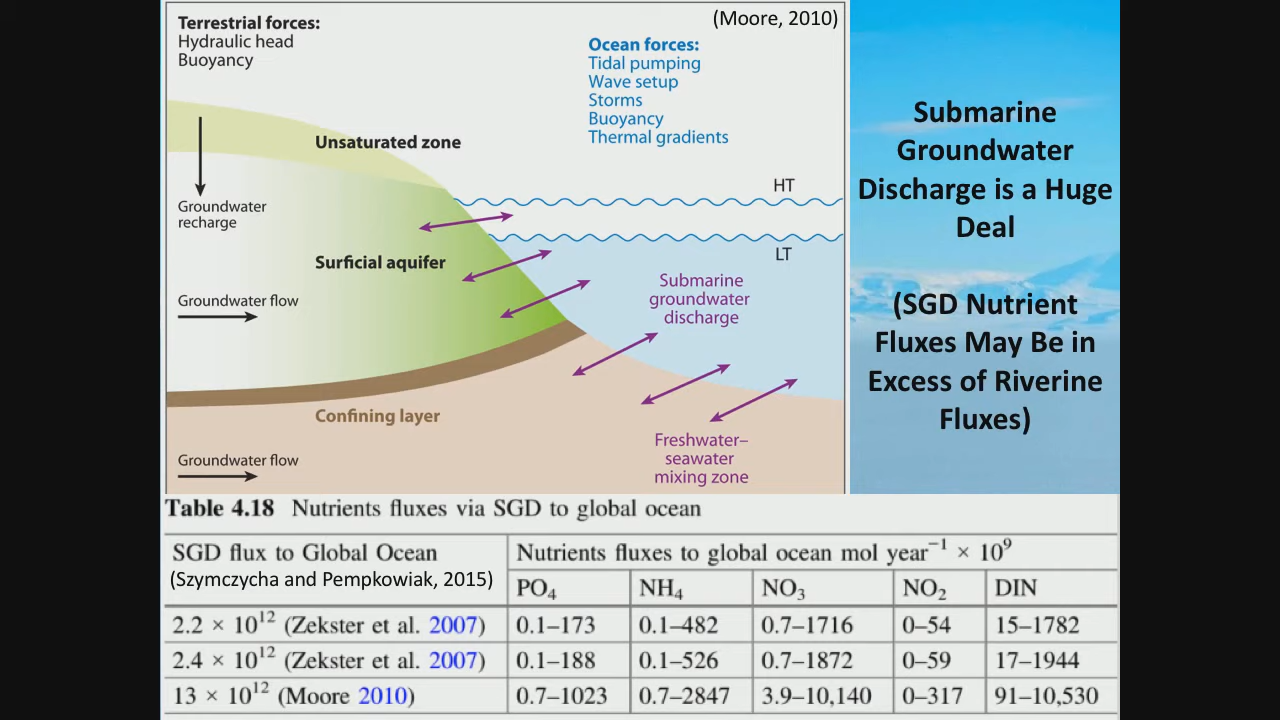 Terrestrial forces:
Hydraulic head
Buoyancy
(Moore, 2010)
Ocean forces:
Tidal pumping
Wave setup
Storms
Buoyancy
Thermal gradients
Unsaturated zone
HT
Groundwater
recharge
LT
Surficial aquifer
Submarine
groundwater
discharge
Groundwater flow
Confining layer
Freshwater–
seawater
mixing zone
Groundwater flow
Submarine
Groundwater
Discharge is a Huge
Deal
(SGD Nutrient
Fluxes May Be in
Excess of Riverine
Fluxes)
Table 4.18 Nutrients fluxes via SGD to global ocean
SGD flux to Global Ocean Nutrients fluxes to global ocean mol year⁻¹ × 10⁹
(Szymczycha and Pempkowiak, 2015)
PO₄ NH₄ NO₃ NO₂ DIN
2.2 × 10¹² (Zekster et al. 2007) 0.1–173 0.1–482 0.7–1716 0–54 15–1782
2.4 × 10¹² (Zekster et al. 2007) 0.1–188 0.1–526 0.7–1872 0–59 17–1944
13 × 10¹² (Moore 2010) 0.7–1023 0.7–2847 3.9–10,140 0–317 91–10,530